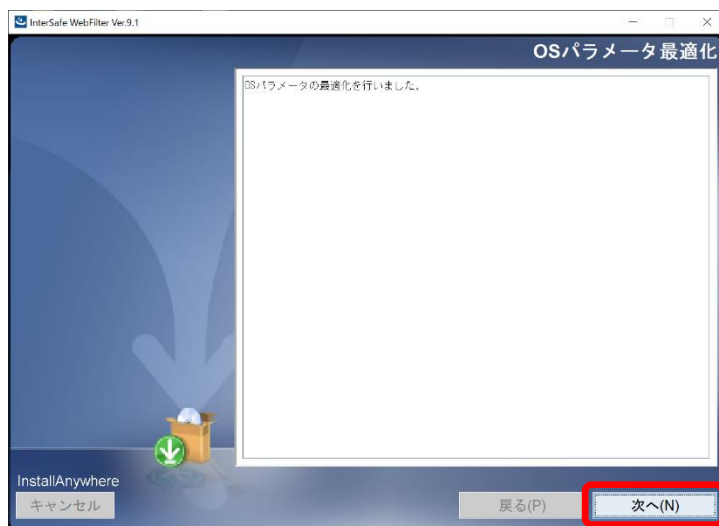 InterSafe WebFilter Ver.9.1
OSパラメータ最適化
OSパラメータの最適化を行いました。
InstallAnywhere
キャンセル
戻る(P)
次へ(N)